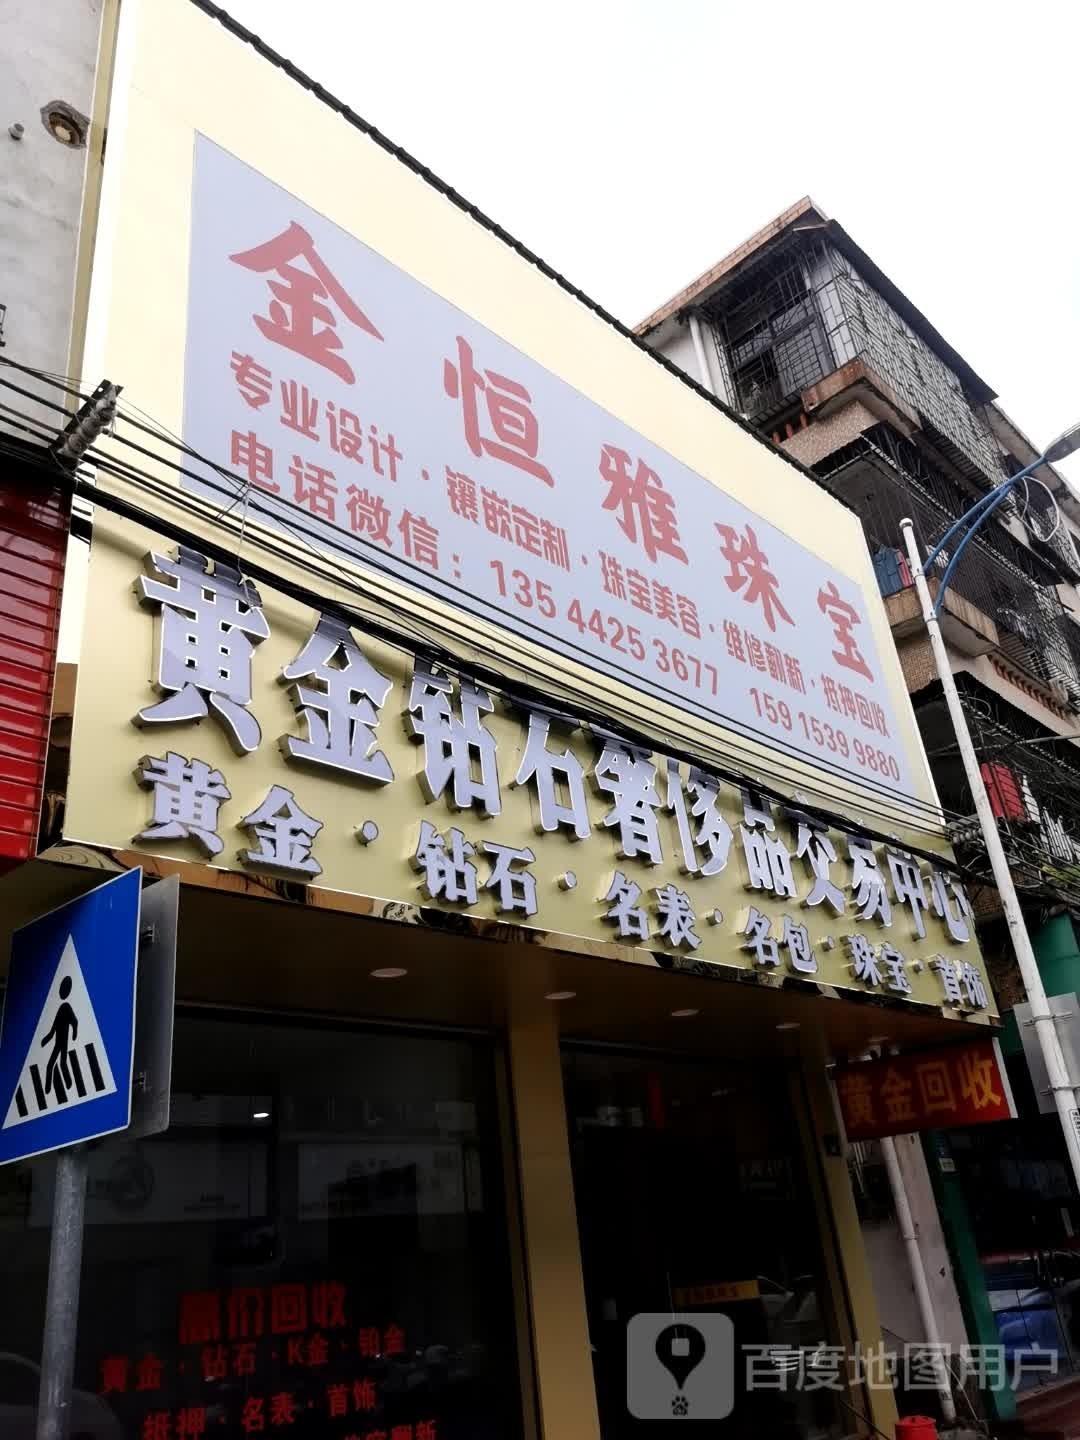 金恒雅珠宝
专业设计·镶嵌定制·珠宝美容·维修翻新·抵押回收
电话微信：135 4425 3677 159 1539 9880
黄金钻石奢侈品交易中心
黄金·钻石·名表·名包·珠宝·首饰
黄金回收
高价回收
黄金·钻石·K金·铂金
抵押·名表·首饰
翻新
百度地图用户